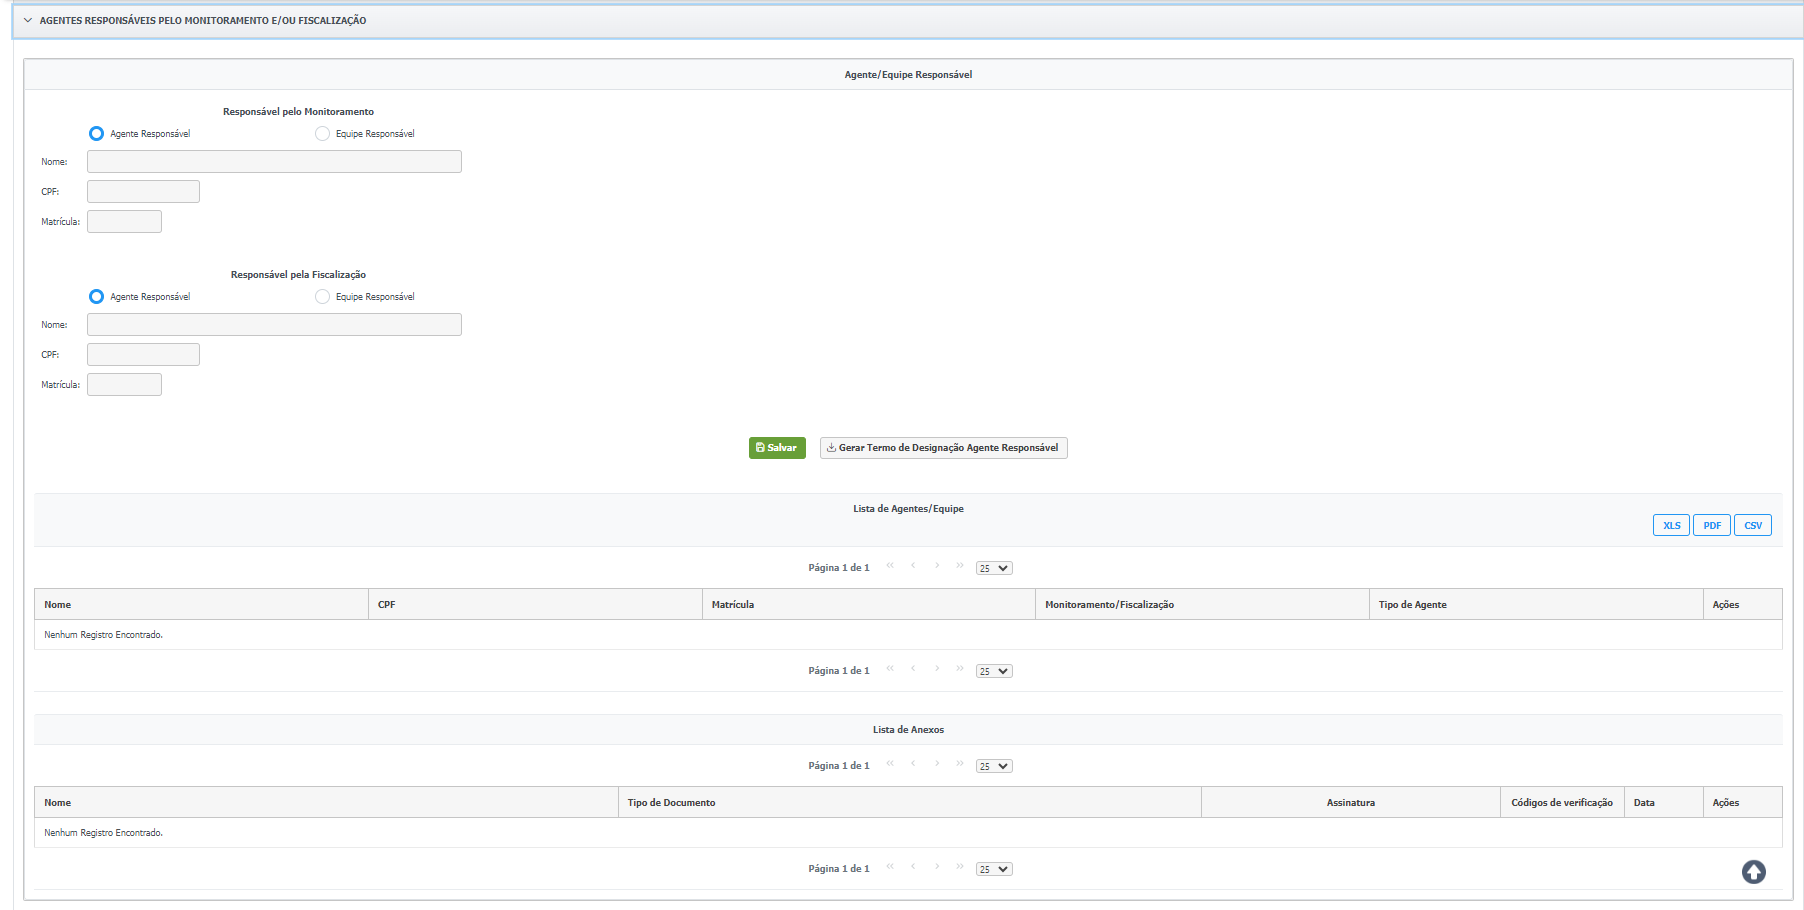 AGENTES RESPONSÁVEIS PELO MONITORAMENTO E/OU FISCALIZAÇÃO
Agente/Equipe Responsável
Responsável pelo Monitoramento
Agente Responsável Equipe Responsável
Nome:
CPF:
Matrícula:
Responsável pela Fiscalização
Agente Responsável Equipe Responsável
Nome:
CPF:
Matrícula:
Salvar Gerar Termo de Designação Agente Responsável
Lista de Agentes/Equipe
XLS PDF CSV
Página 1 de 1 25
Nome CPF Matrícula Monitoramento/Fiscalização Tipo de Agente Ações
Nenhum Registro Encontrado.
Página 1 de 1 25
Lista de Anexos
Página 1 de 1 25
Nome Tipo de Documento Assinatura Códigos de verificação Data Ações
Nenhum Registro Encontrado.
Página 1 de 1 25